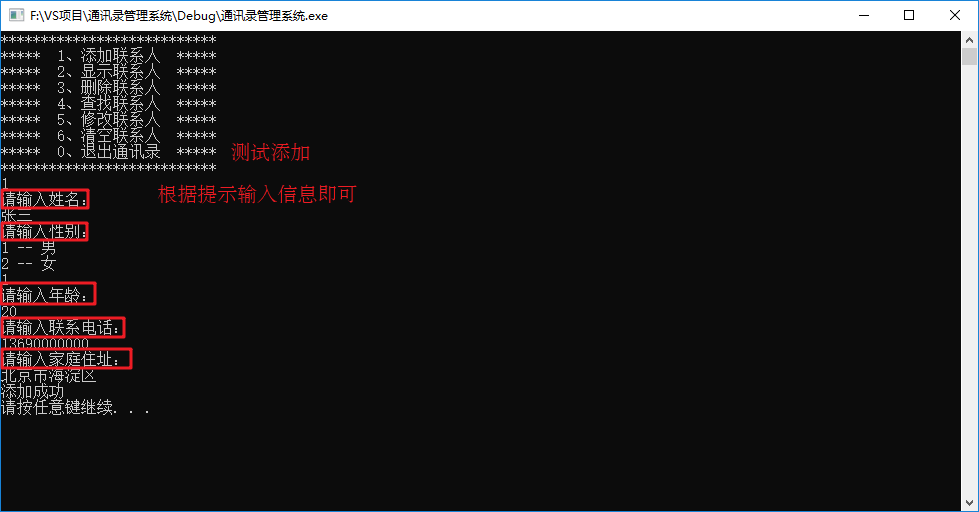 F:\VS项目\通讯录管理系统\Debug\通讯录管理系统.exe
***************************
***** 1、添加联系人 *****
***** 2、显示联系人 *****
***** 3、删除联系人 *****
***** 4、查找联系人 *****
***** 5、修改联系人 *****
***** 6、清空联系人 *****
***** 0、退出通讯录 ***** 测试添加
***************************
1
请输入姓名： 根据提示输入信息即可
张三
请输入性别：
1 -- 男
2 -- 女
1
请输入年龄：
20
请输入联系电话：
13690000000
请输入家庭住址：
北京市海淀区
添加成功
请按任意键继续. . .